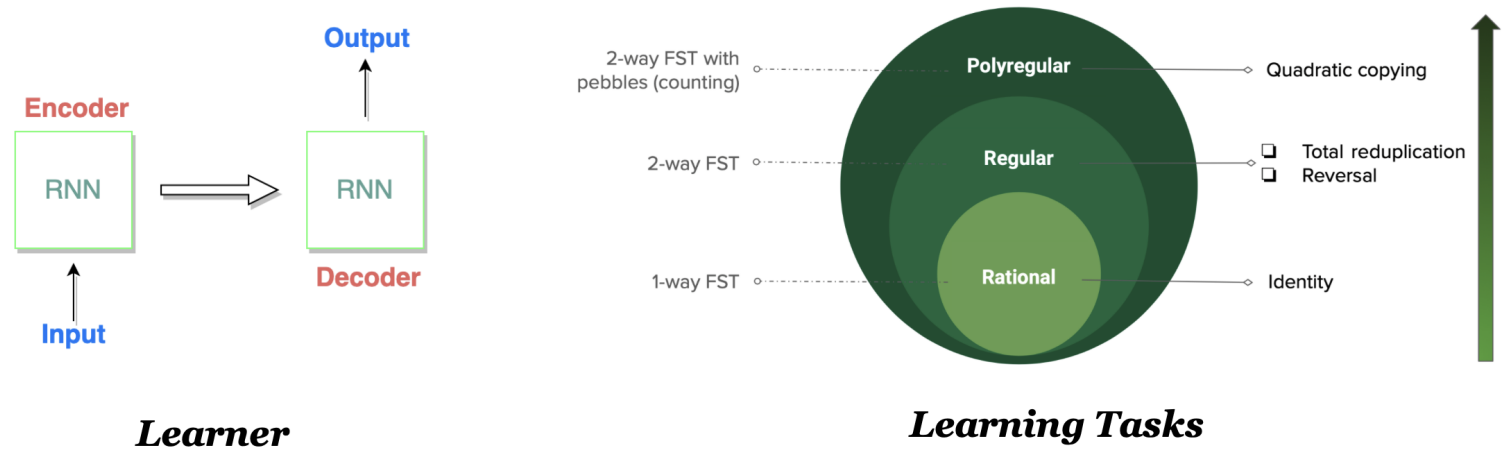 Output
Encoder
RNN
RNN
Decoder
Input
Learner
2-way FST with
pebbles (counting)
2-way FST
1-way FST
Polyregular
Regular
Rational
Quadratic copying
Total reduplication
Reversal
Identity
Learning Tasks